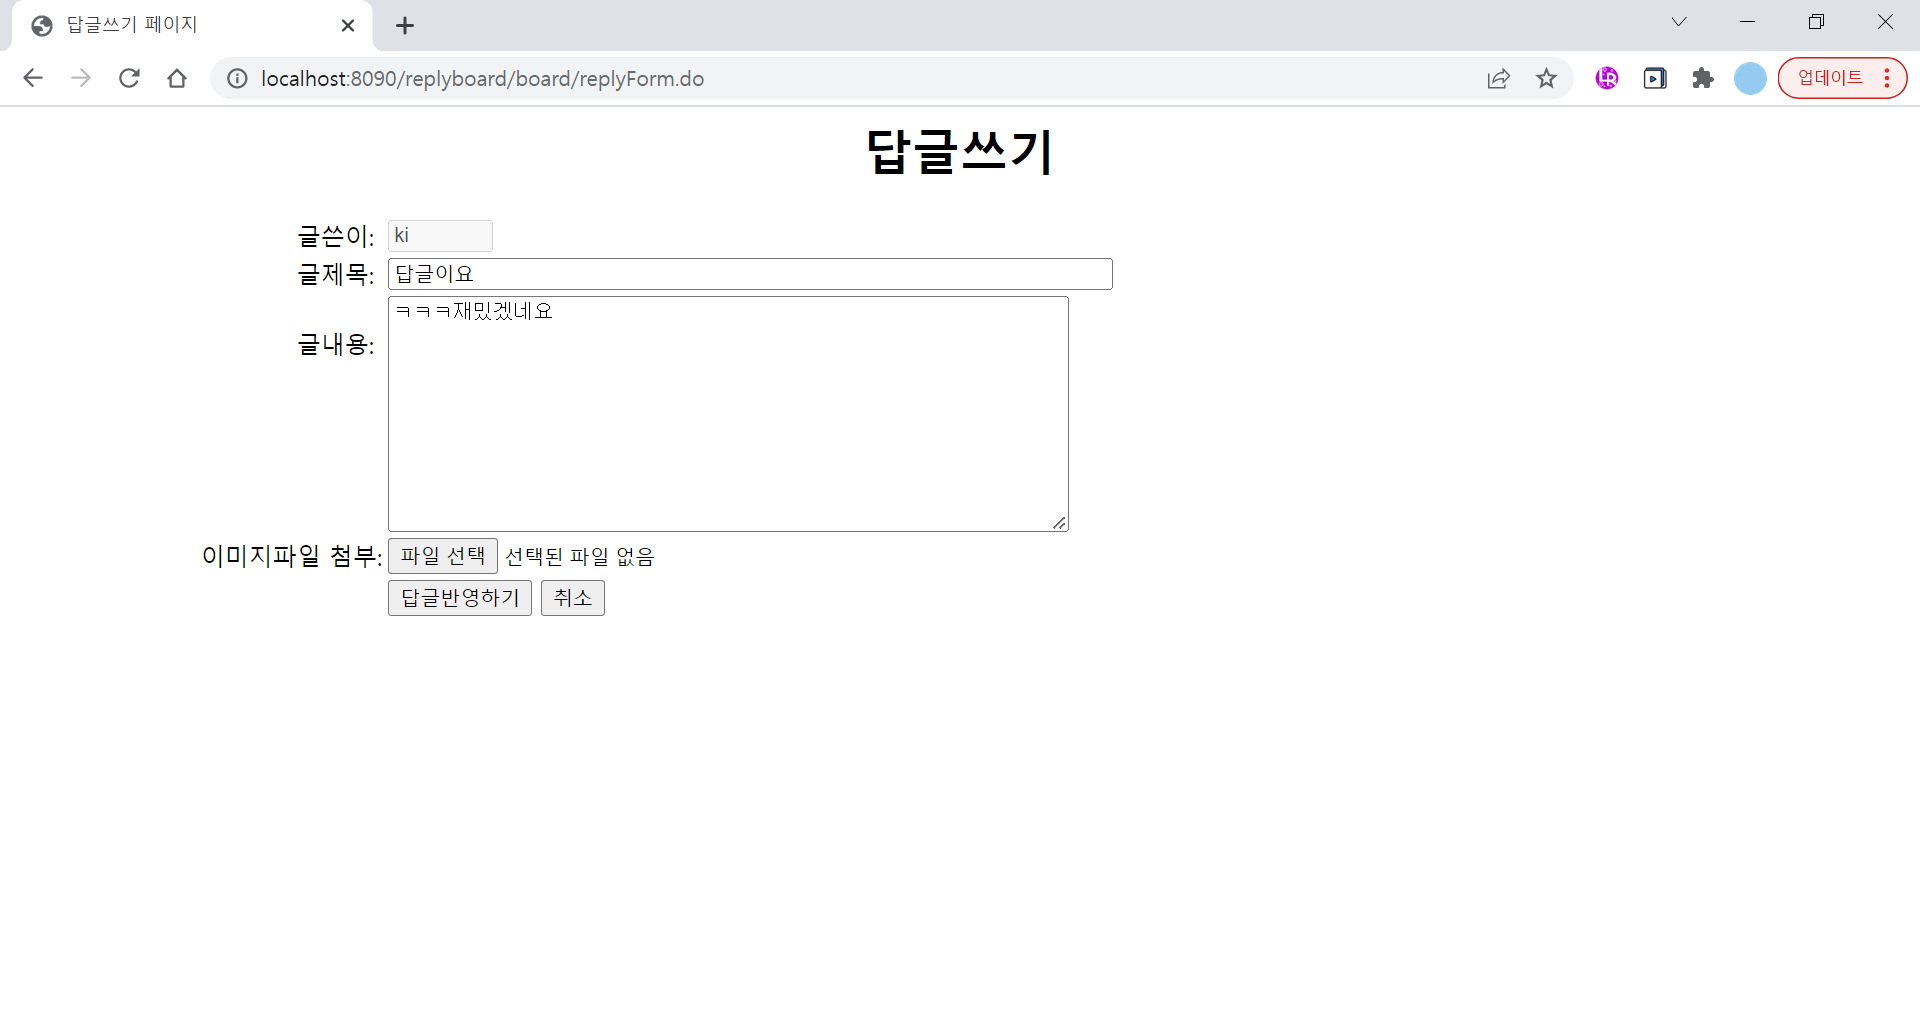 답글쓰기 페이지
localhost:8090/replyboard/board/replyForm.do
업데이트
답글쓰기
글쓴이: ki
글제목: 답글이요
글내용: ㅋㅋㅋ재밌겠네요
이미지파일 첨부: 파일 선택 선택된 파일 없음
답글반영하기 취소